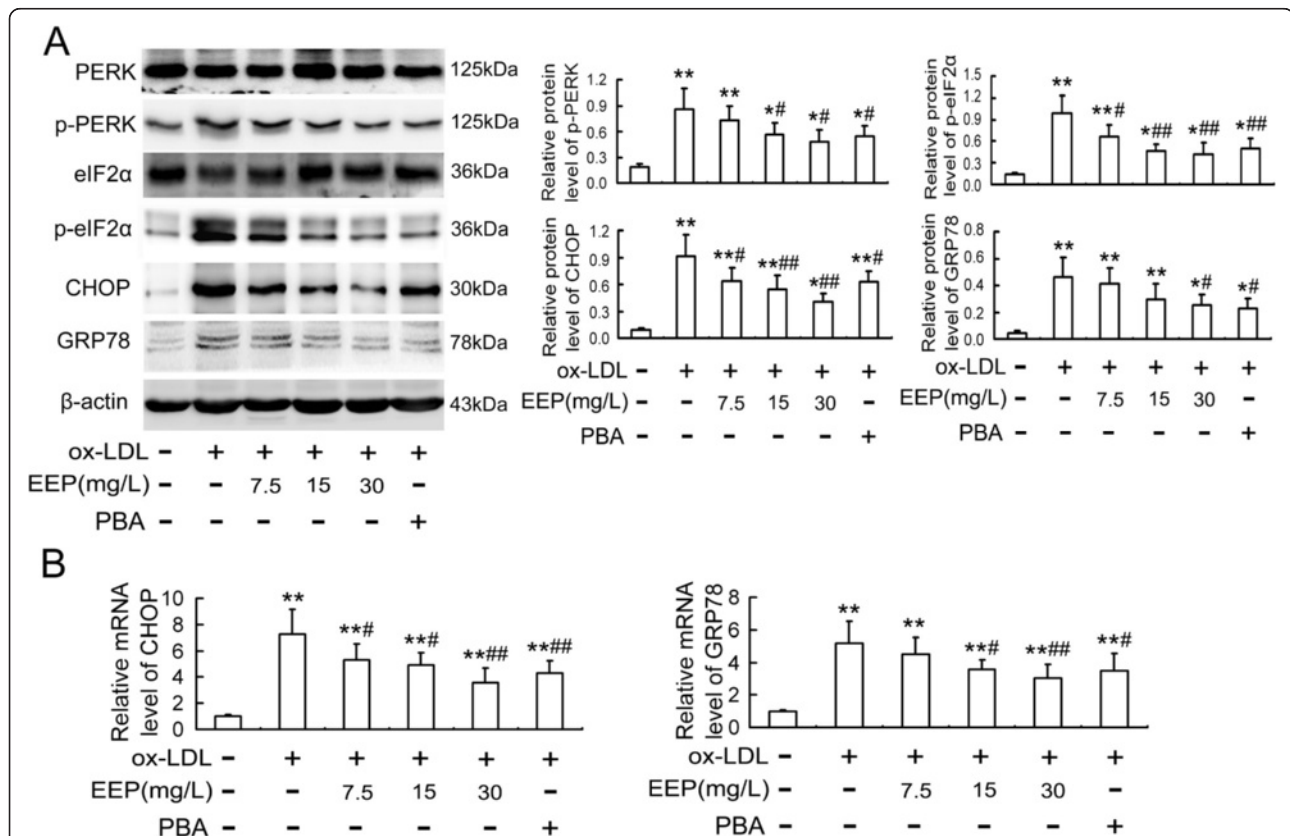 A
PERK 125kDa
p-PERK 125kDa
eIF2α 36kDa
p-eIF2α 36kDa
CHOP 30kDa
GRP78 78kDa
β-actin 43kDa
ox-LDL – + + + + +
EEP(mg/L) – – 7.5 15 30 –
PBA – – – – – +
Relative protein
level of p-PERK
1.2
0.9
0.6
0.3
0.0
** ** *# *# *#
Relative protein
level of p-eIF2α
1.5
1.2
0.9
0.6
0.3
0.0
** **# *## *## *##
Relative protein
level of CHOP
1.2
0.9
0.6
0.3
0.0
** **# **## *## **#
ox-LDL – + + + + +
EEP(mg/L) – – 7.5 15 30 –
PBA – – – – – +
Relative protein
level of GRP78
0.8
0.6
0.4
0.2
0.0
** ** ** *# *#
ox-LDL – + + + + +
EEP(mg/L) – – 7.5 15 30 –
PBA – – – – – +
B
Relative mRNA
level of CHOP
10
8
6
4
2
0
** **# **# **## **##
ox-LDL – + + + + +
EEP(mg/L) – – 7.5 15 30 –
PBA – – – – – +
Relative mRNA
level of GRP78
8
6
4
2
0
** ** **# **## **#
ox-LDL – + + + + +
EEP(mg/L) – – 7.5 15 30 –
PBA – – – – – +